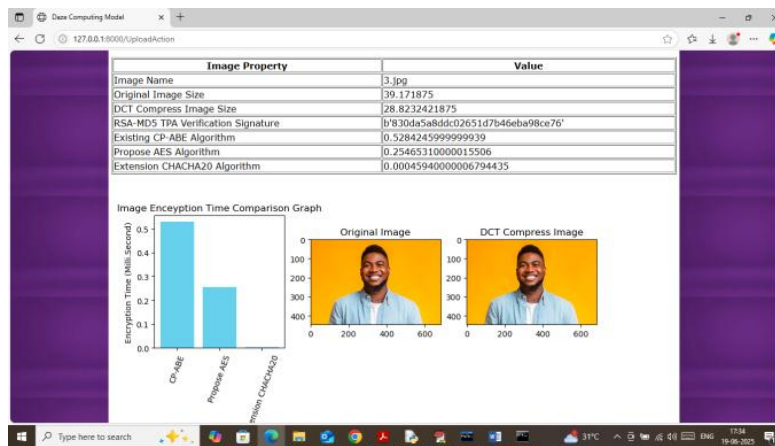 Daze Computing Model
127.0.0.1:8000/UploadAction
Image Property Value
Image Name 3.jpg
Original Image Size 39.171875
DCT Compress Image Size 28.8232421875
RSA-MD5 TPA Verification Signature b'830da5a8ddc02651d7b46eba98ce76'
Existing CP-ABE Algorithm 0.5284245999999939
Propose AES Algorithm 0.25465310000015506
Extension CHACHA20 Algorithm 0.00045940000006794435
Image Enceyption Time Comparison Graph
Encryption Time (Milli.Second)
0.5
0.4
0.3
0.2
0.1
0.0
CP-ABE
Propose AES
ension CHACHA20
Original Image
0
100
200
300
400
0 200 400 600
DCT Compress Image
0
100
200
300
400
0 200 400 600
Type here to search
31°C
ENG
17:34
19-06-2025